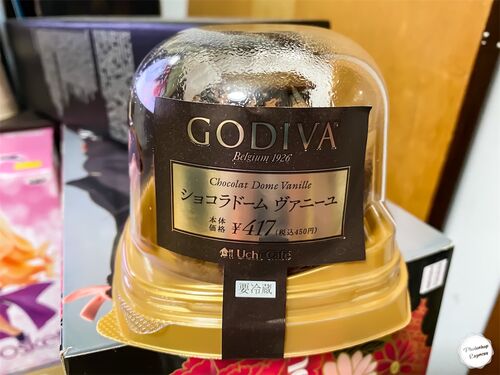 GODIVA
Belgium 1926
Chocolat Dome Vanille
ショコラドーム ヴァニーユ
本体価格 ¥417(税込450円)
Uchi Café
要冷蔵
Photoshop Express